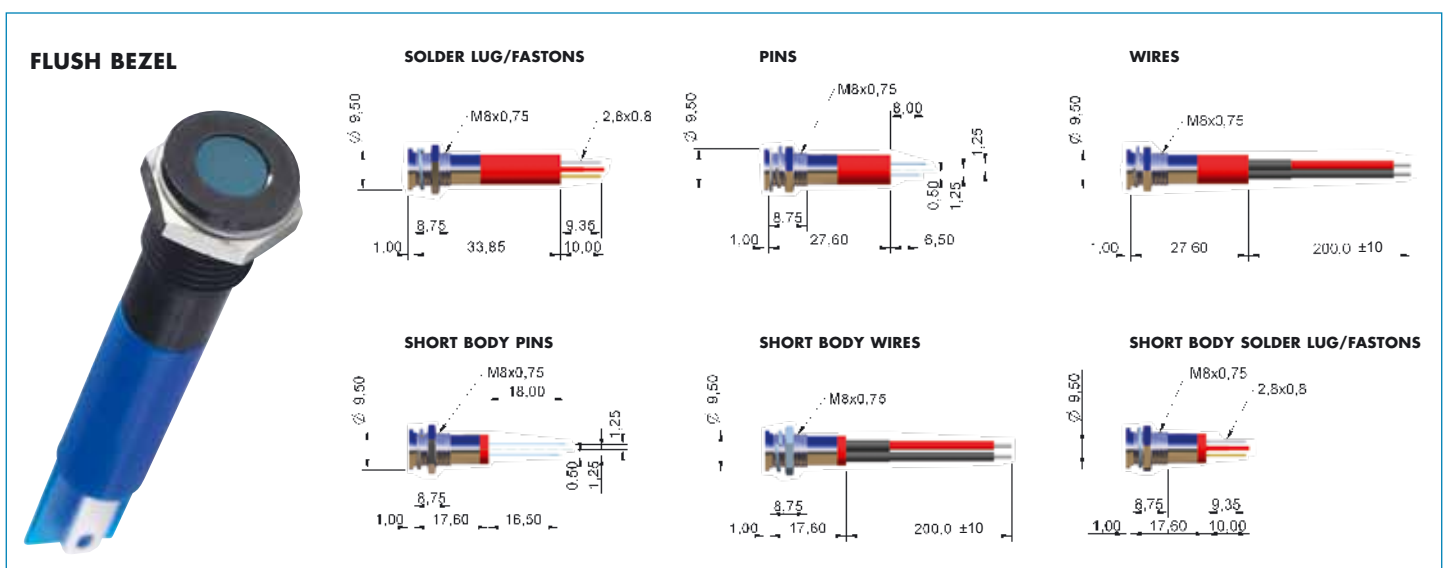 FLUSH BEZEL
SOLDER LUG/FASTONS
PINS
WIRES
Ø 9,50
M8x0,75
2,8x0.8
8,75
9.35
1.00
33,85
10,00
Ø 9,50
M8x0,75
8.00
1,25
0,50
1,25
8.75
1,00
27.60
6,50
Ø 9,50
M8x0,75
1,00
27 60
200,0 ±10
SHORT BODY PINS
SHORT BODY WIRES
SHORT BODY SOLDER LUG/FASTONS
Ø 9.50
M8x0,75
18.00
1,25
0.50
1,25
8,75
1,00
17,60
16,50
Ø 9,50
M8x0,75
8.75
1,00
17,60
200,0 ±10
Ø 9,50
M8x0,75
2,8x0,8
8,75
9,35
1,00
17,60
10,00